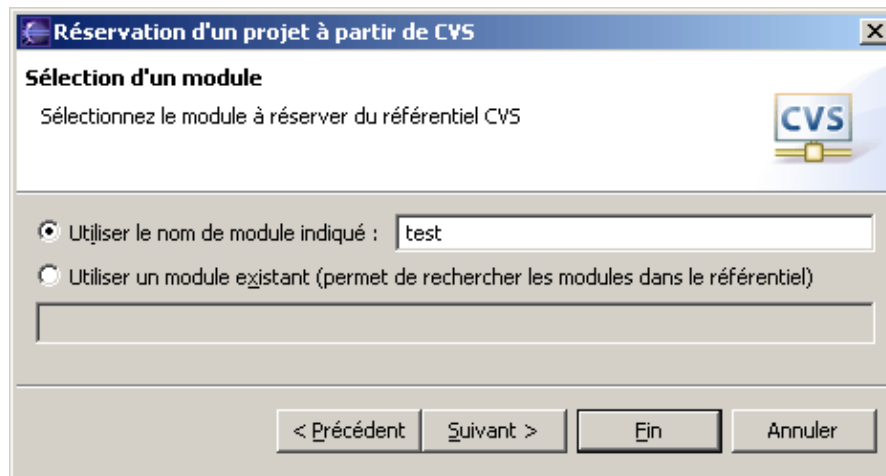 Réservation d'un projet à partir de CVS
Sélection d'un module
Sélectionnez le module à réserver du référentiel CVS
CVS
Utiliser le nom de module indiqué : test
Utiliser un module existant (permet de rechercher les modules dans le référentiel)
< Précédent Suivant > Fin Annuler